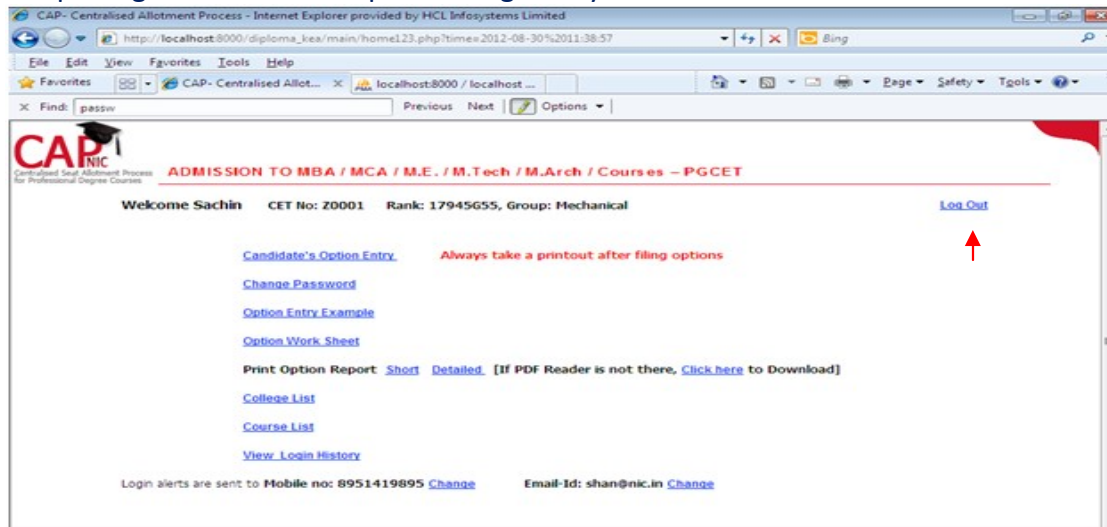 CAP- Centralised Allotment Process - Internet Explorer provided by HCL Infosystems Limited
http://localhost:8000/diploma_kea/main/home123.php?time=2012-08-30%2011:38:57
Bing
File Edit View Favorites Tools Help
Favorites CAP- Centralised Allot... localhost:8000 / localhost ... Page Safety Tools
Find: passw Previous Next Options
CAP NIC
Centralised Seat Allotment Process
for Professional Degree Courses
ADMISSION TO MBA / MCA / M.E. / M.Tech / M.Arch / Courses – PGCET
Welcome Sachin CET No: Z0001 Rank: 17945G55, Group: Mechanical Log Out
Candidate's Option Entry Always take a printout after filing options
Change Password
Option Entry Example
Option Work Sheet
Print Option Report Short Detailed [If PDF Reader is not there, Click here to Download]
College List
Course List
View Login History
Login alerts are sent to Mobile no: 8951419895 Change Email-Id: shan@nic.in Change